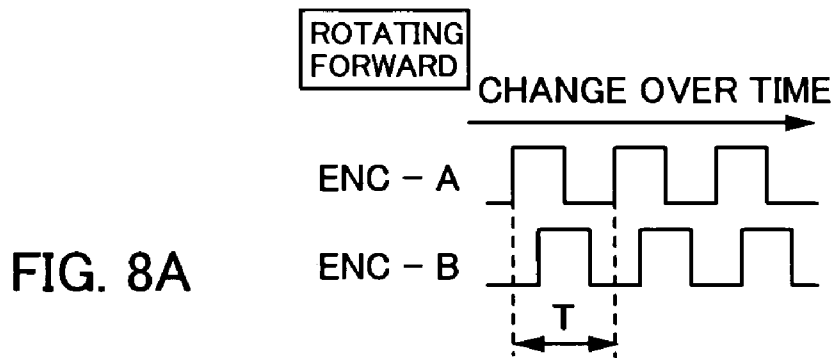 ROTATING
FORWARD
CHANGE OVER TIME
ENC - A
ENC - B
T
FIG. 8A